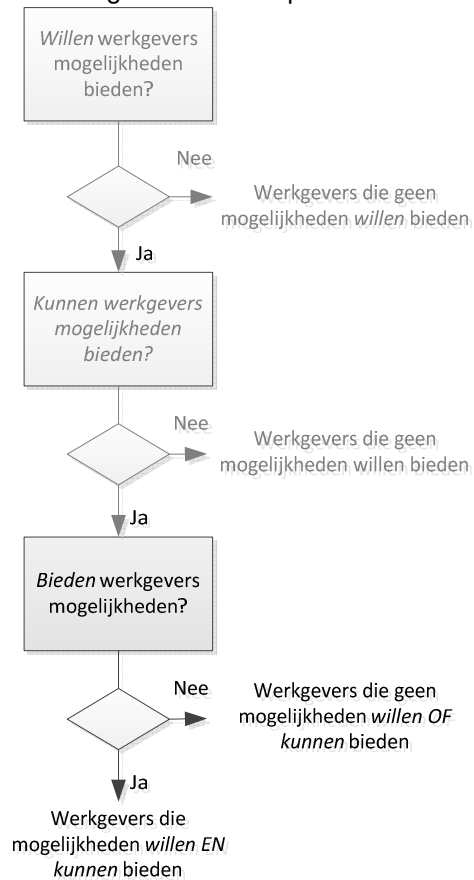 Willen werkgevers
mogelijkheden
bieden?
Nee
Werkgevers die geen
mogelijkheden willen bieden
Ja
Kunnen werkgevers
mogelijkheden
bieden?
Nee
Werkgevers die geen
mogelijkheden willen bieden
Ja
Bieden werkgevers
mogelijkheden?
Nee
Werkgevers die geen
mogelijkheden willen OF
kunnen bieden
Ja
Werkgevers die
mogelijkheden willen EN
kunnen bieden